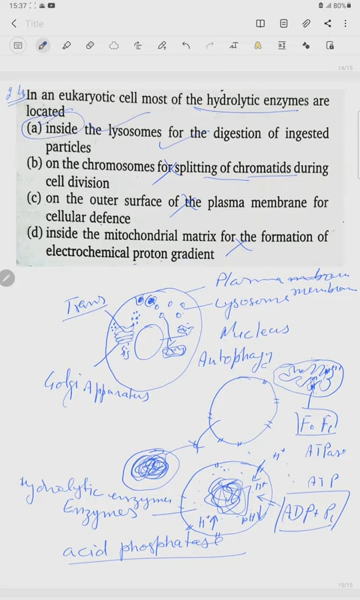 15:37
80%
Title
14/15
24.
In an eukaryotic cell most of the hydrolytic enzymes are
located
(a) inside the lysosomes for the digestion of ingested
particles
(b) on the chromosomes for splitting of chromatids during
cell division
(c) on the outer surface of the plasma membrane for
cellular defence
(d) inside the mitochondrial matrix for the formation of
electrochemical proton gradient
Plasma membrane
Trans
Lysosome membrane
Nucleus
Autophagy
Golgi Apparatus
F₀ F₁
ATPase
H⁺
ATP
Hydrolytic enzymes
H⁺
Enzymes
ADP + Pi
H⁺↑
pH↓
acid phosphatase
15/15